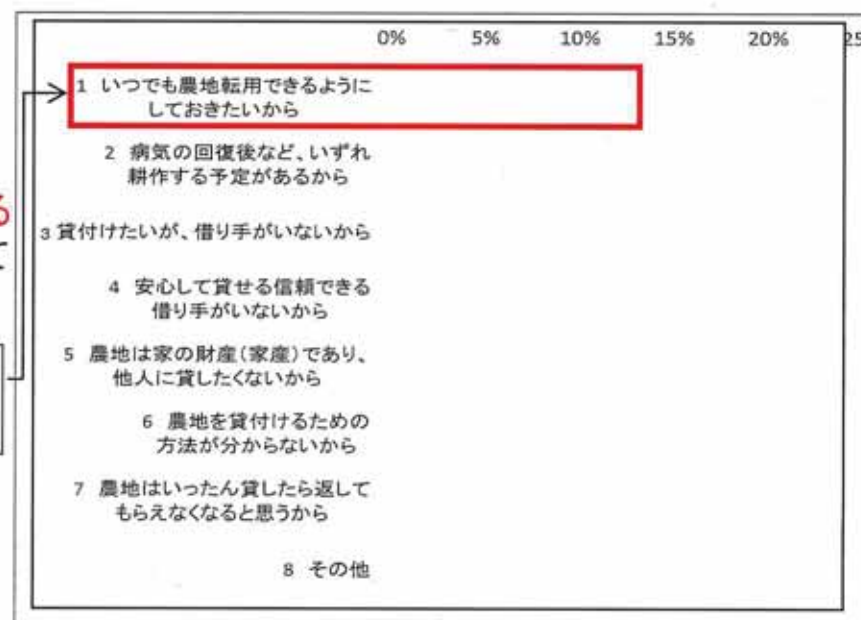 0% 5% 10% 15% 20% 25
1 いつでも農地転用できるように
しておきたいから
2 病気の回復後など、いずれ
耕作する予定があるから
3 貸付けたいが、借り手がいないから
4 安心して貸せる信頼できる
借り手がいないから
5 農地は家の財産(家産)であり、
他人に貸したくないから
6 農地を貸付けるための
方法が分からないから
7 農地はいったん貸したら返して
もらえなくなると思うから
8 その他